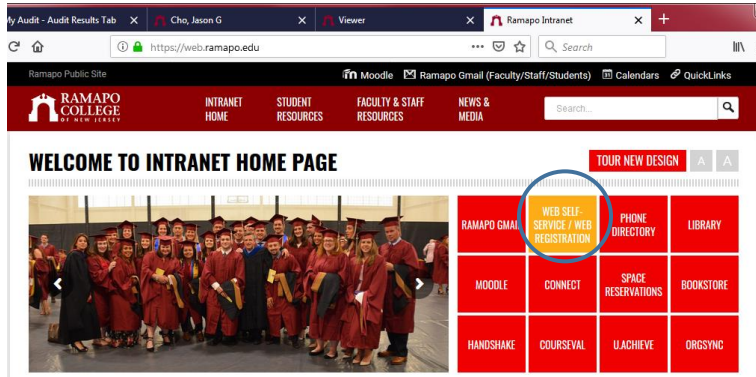 My Audit - Audit Results Tab
Cho, Jason G
Viewer
Ramapo Intranet
https://web.ramapo.edu
Search
Ramapo Public Site
Moodle
Ramapo Gmail (Faculty/Staff/Students)
Calendars
QuickLinks
RAMAPO
COLLEGE
OF NEW JERSEY
INTRANET
HOME
STUDENT
RESOURCES
FACULTY & STAFF
RESOURCES
NEWS &
MEDIA
Search...
WELCOME TO INTRANET HOME PAGE
TOUR NEW DESIGN
A
A
RAMAPO GMAIL
WEB SELF-
SERVICE / WEB
REGISTRATION
PHONE
DIRECTORY
LIBRARY
MOODLE
CONNECT
SPACE
RESERVATIONS
BOOKSTORE
HANDSHAKE
COURSEVAL
U.ACHIEVE
ORGSYNC